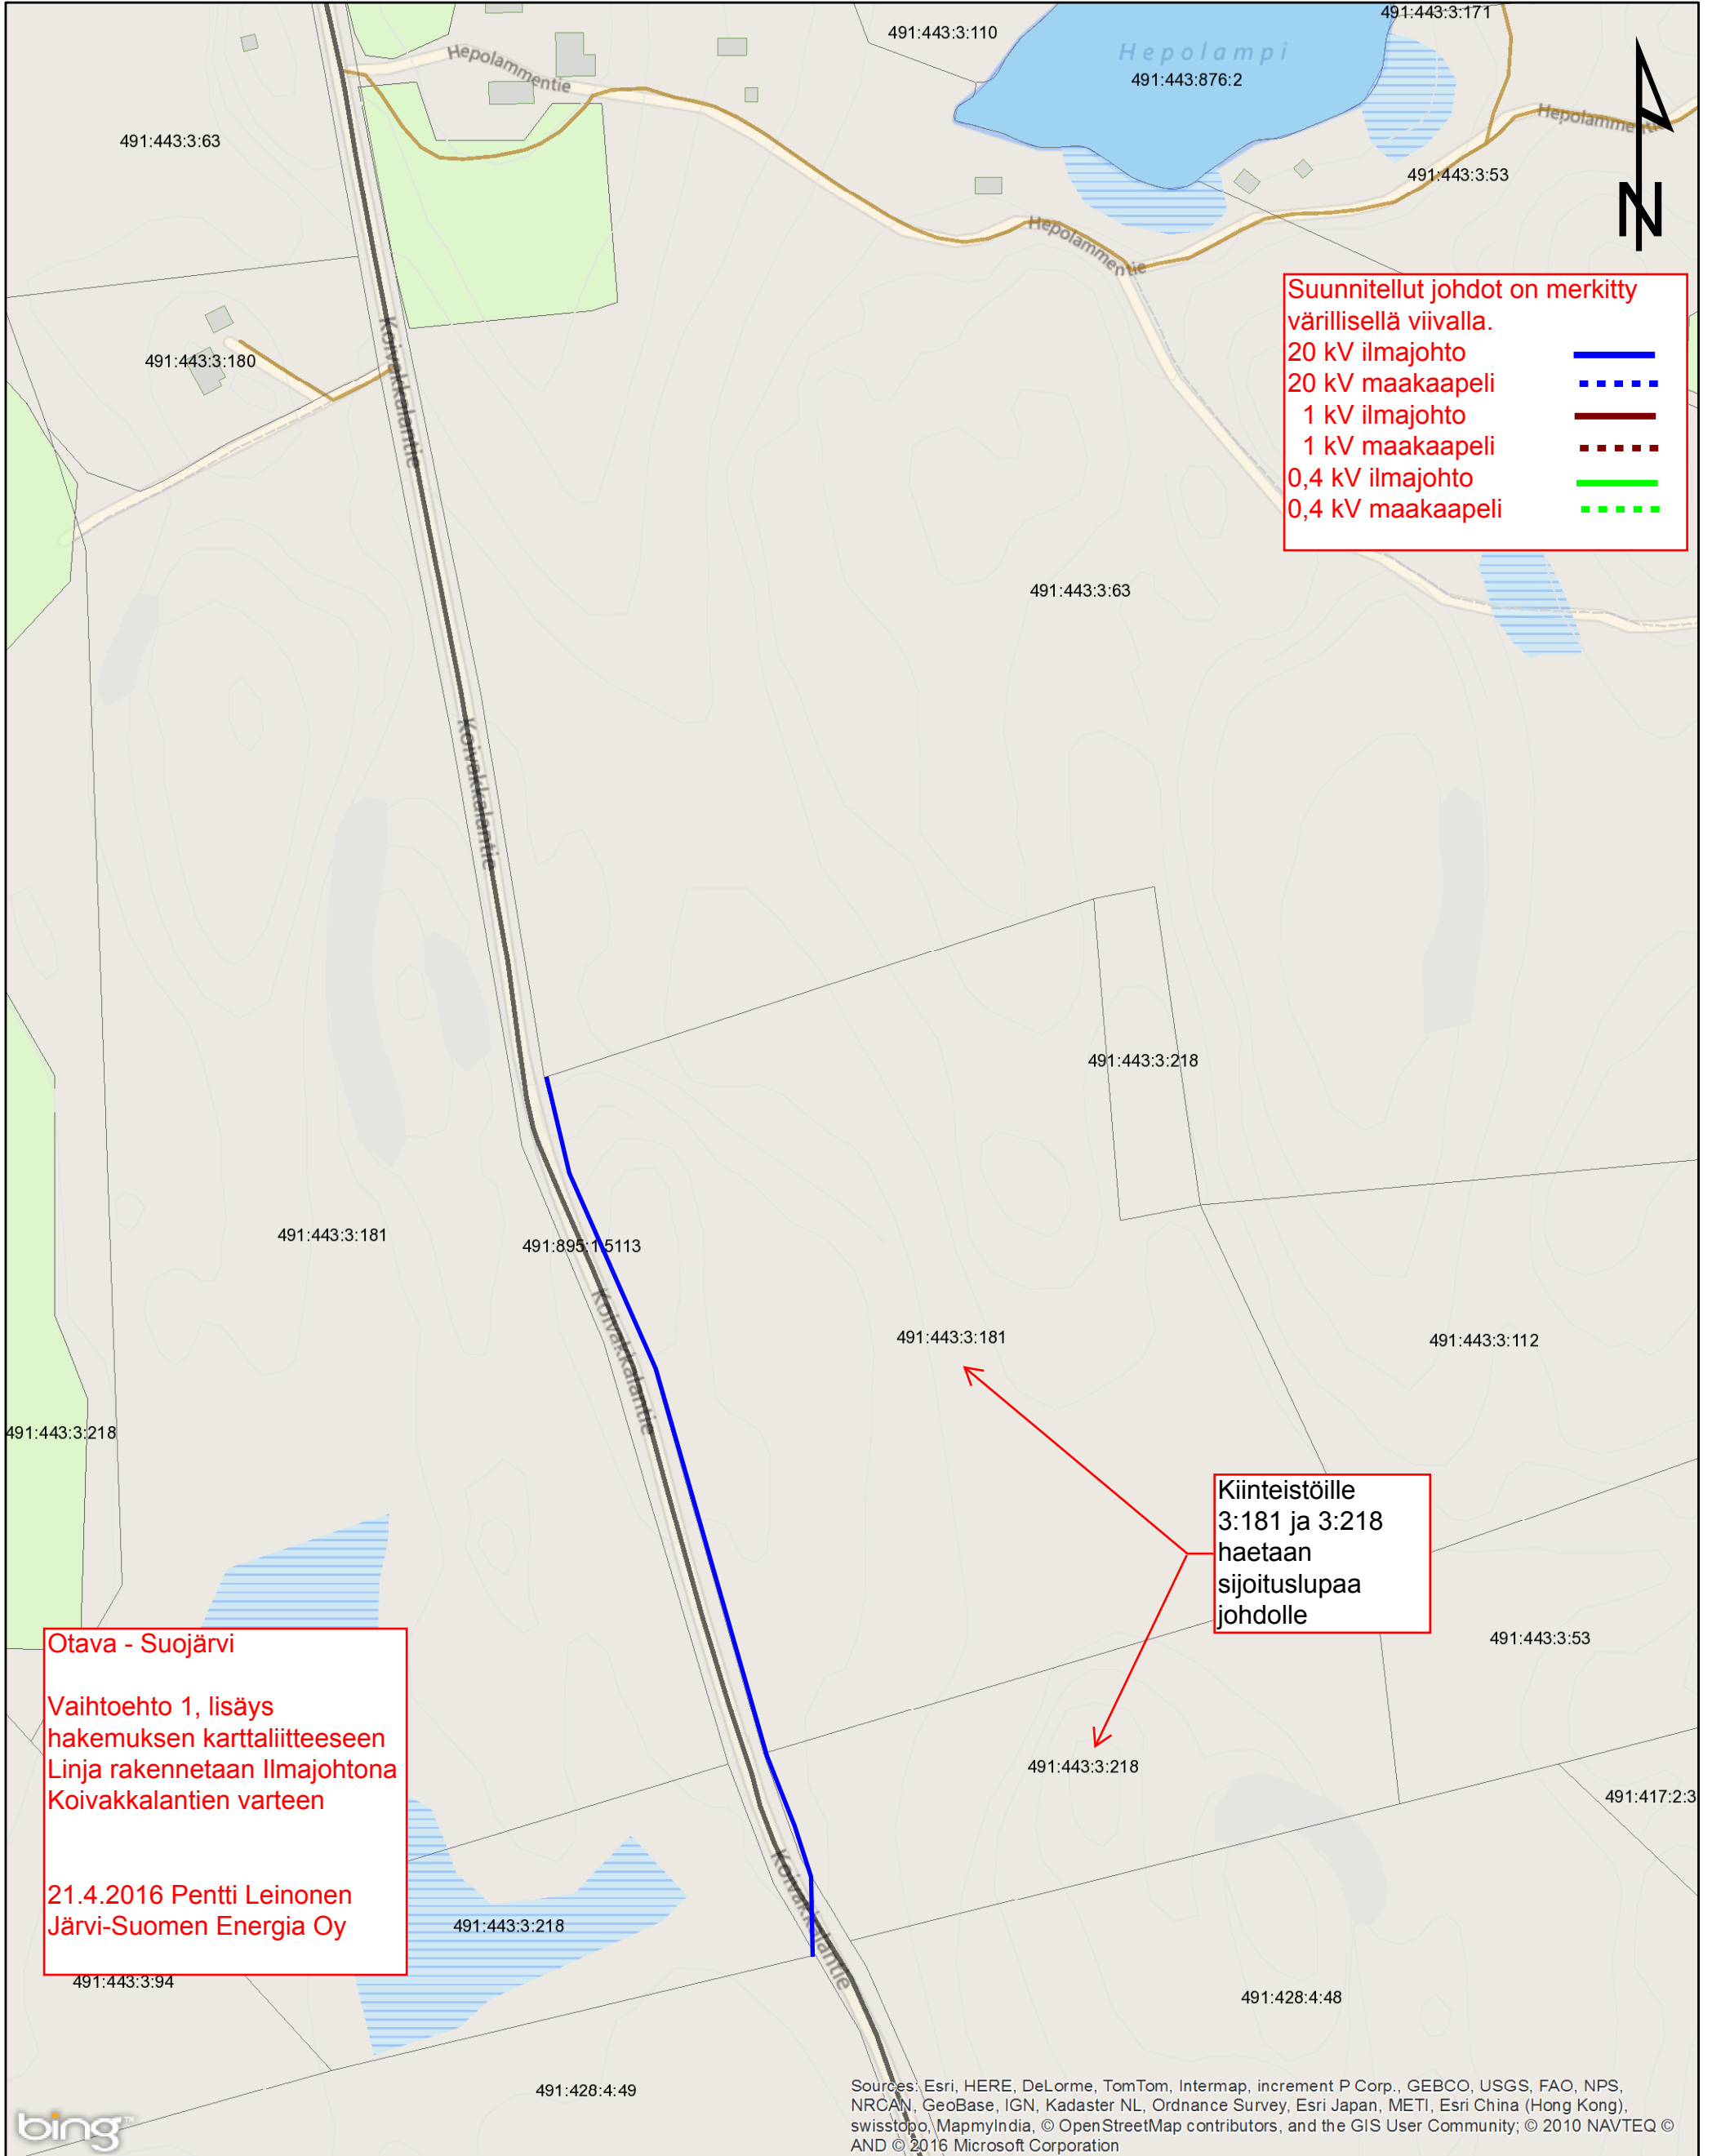 491:443:3:171
491:443:3:110
Hepolampi
491:443:876:2
Hepolammentie
491:443:3:63
491:443:3:53
Hepolammentie
N
Suunnitellut johdot on merkitty
värillisellä viivalla.
20 kV ilmajohto
20 kV maakaapeli
1 kV ilmajohto
1 kV maakaapeli
0,4 kV ilmajohto
0,4 kV maakaapeli
491:443:3:180
Koivakkalantie
491:443:3:63
Koivakkalantie
491:443:3:218
491:443:3:181
491:895:1:5113
Koivakkalantie
491:443:3:181
491:443:3:112
491:443:3:218
Kiinteistöille
3:181 ja 3:218
haetaan
sijoituslupaa
johdolle
491:443:3:53
Otava - Suojärvi
Vaihtoehto 1, lisäys
hakemuksen karttaliitteeseen
Linja rakennetaan Ilmajohtona
Koivakkalantien varteen
21.4.2016 Pentti Leinonen
Järvi-Suomen Energia Oy
491:443:3:218
491:417:2:3
Koivakkalantie
491:443:3:218
491:443:3:94
491:428:4:48
491:428:4:49
Sources: Esri, HERE, DeLorme, TomTom, Intermap, increment P Corp., GEBCO, USGS, FAO, NPS,
NRCAN, GeoBase, IGN, Kadaster NL, Ordnance Survey, Esri Japan, METI, Esri China (Hong Kong),
swisstopo, MapmyIndia, © OpenStreetMap contributors, and the GIS User Community; © 2010 NAVTEQ ©
AND © 2016 Microsoft Corporation
bing™